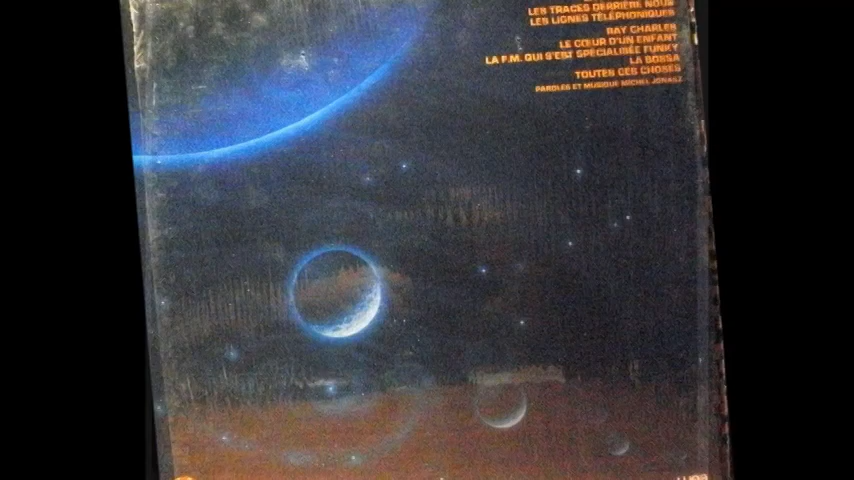 LES TRACES DERRIÈRE NOUS
LES LIGNES TÉLÉPHONIQUES
RAY CHARLES
LE CŒUR D'UN ENFANT
LA F.M. QUI S'EST SPÉCIALISÉE FUNKY
LA BOSSA
TOUTES CES CHOSES
PAROLES ET MUSIQUE MICHEL JONASZ